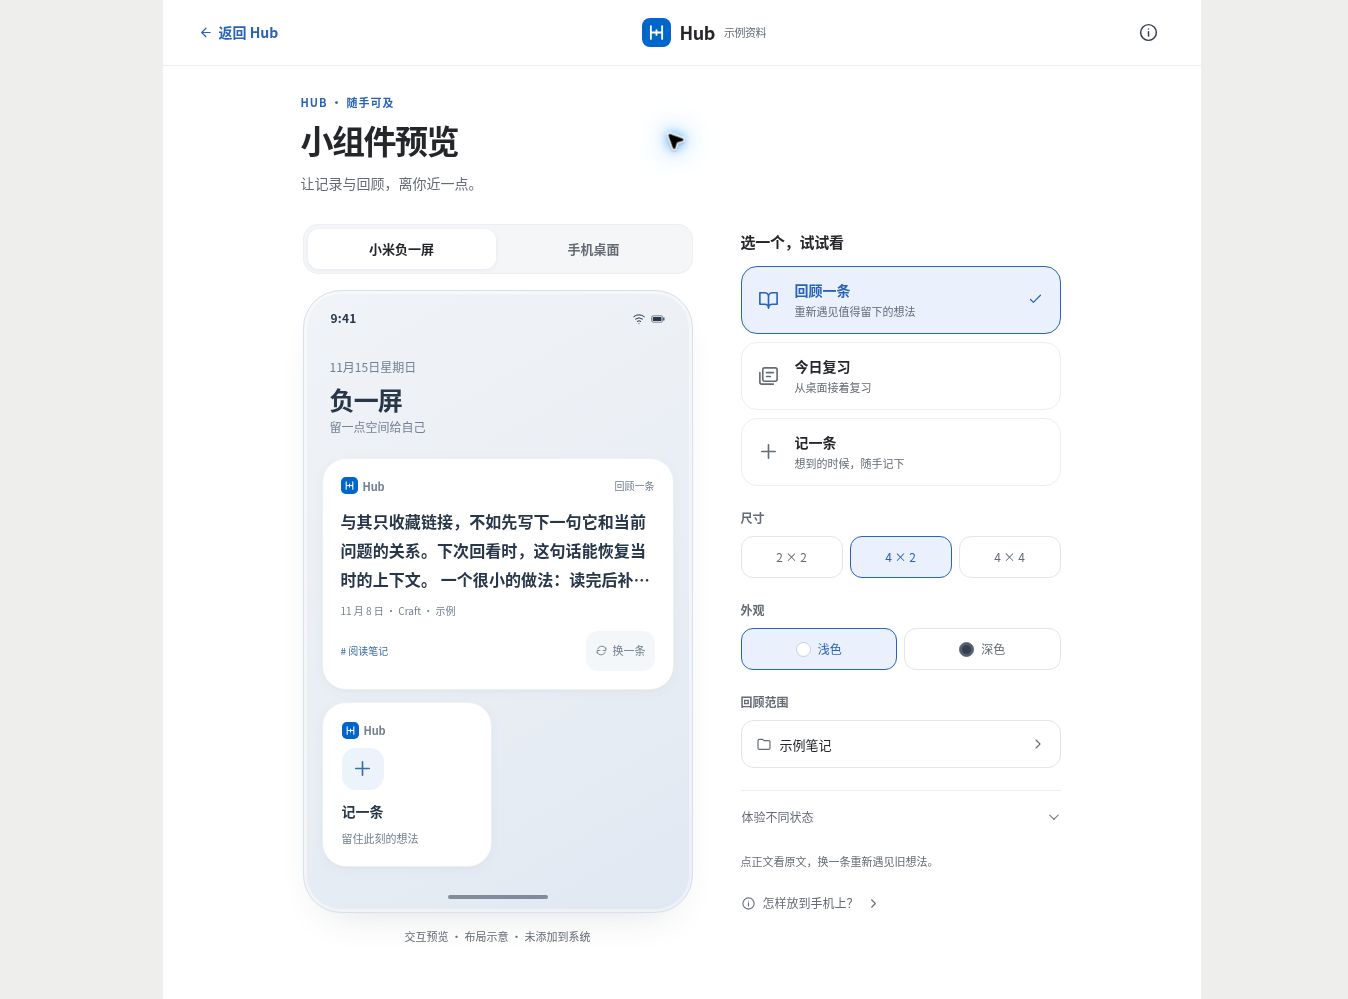 返回 Hub
Hub 示例资料
HUB · 随手可及
小组件预览
让记录与回顾，离你近一点。
小米负一屏
手机桌面
9:41
11月15日星期日
负一屏
留一点空间给自己
Hub
回顾一条
与其只收藏链接，不如先写下一句它和当前
问题的关系。下次回看时，这句话能恢复当
时的上下文。 一个很小的做法：读完后补…
11 月 8 日 · Craft · 示例
# 阅读笔记
换一条
Hub
记一条
留住此刻的想法
交互预览 · 布局示意 · 未添加到系统
选一个，试试看
回顾一条
重新遇见值得留下的想法
今日复习
从桌面接着复习
记一条
想到的时候，随手记下
尺寸
2 × 2
4 × 2
4 × 4
外观
浅色
深色
回顾范围
示例笔记
体验不同状态
点正文看原文，换一条重新遇见旧想法。
怎样放到手机上？